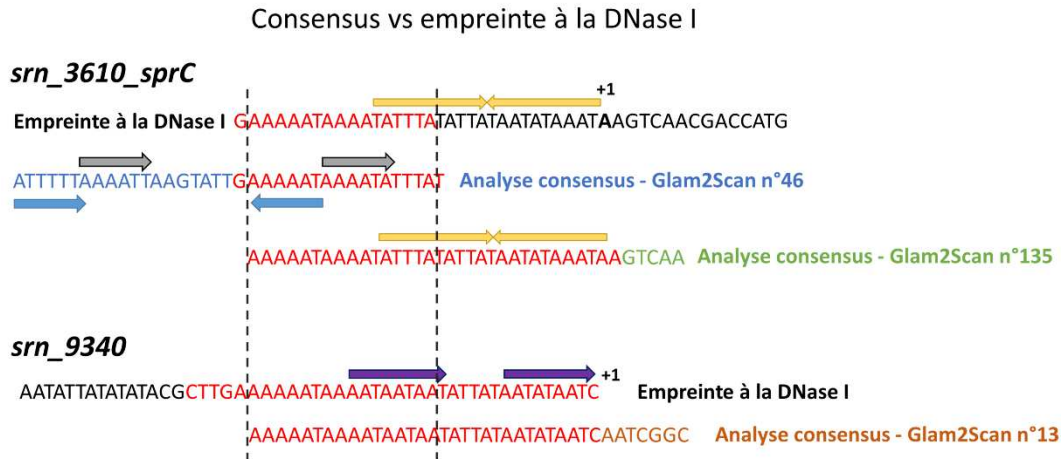 Consensus vs empreinte à la DNase I
srn_3610_sprC
+1
Empreinte à la DNase I GAAAAATAAAATATTTATATTATAATATAAATAAGTCAACGACCATG
ATTTTTAAAATTAAGTATTGAAAAATAAAATATTTAT Analyse consensus - Glam2Scan n°46
AAAAATAAAATATTTATATTATAATATAAATAAGTCAA Analyse consensus - Glam2Scan n°135
srn_9340
+1
AATATTATATATACGCTTGAAAAAATAAAATAATAATATTATAATATAATC Empreinte à la DNase I
AAAAATAAAATAATAATATTATAATATAATCAATCGGC Analyse consensus - Glam2Scan n°13